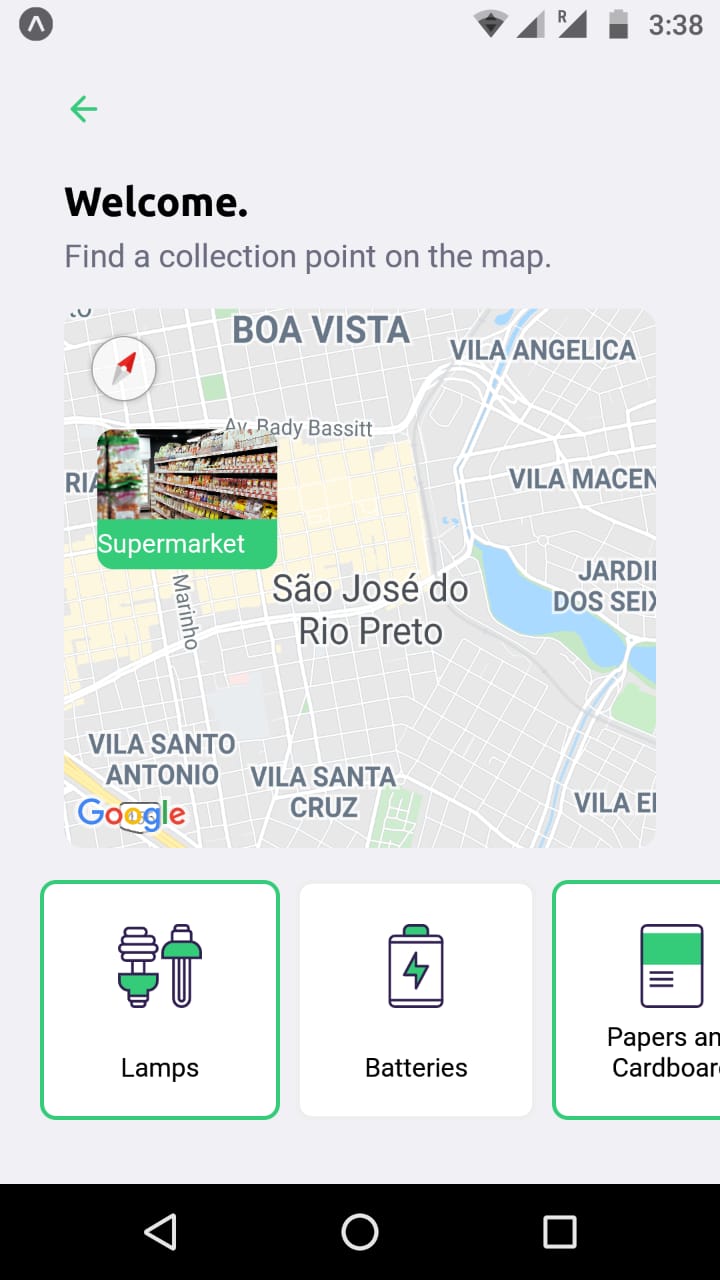 R
3:38
Welcome.
Find a collection point on the map.
BOA VISTA
VILA ANGELICA
Av. Bady Bassitt
RIA
VILA MACEN
Supermarket
JARDI
DOS SEIX
Marinho
São José do
Rio Preto
VILA SANTO
ANTONIO
VILA SANTA
CRUZ
VILA E
Google
Lamps
Batteries
Papers an
Cardboar